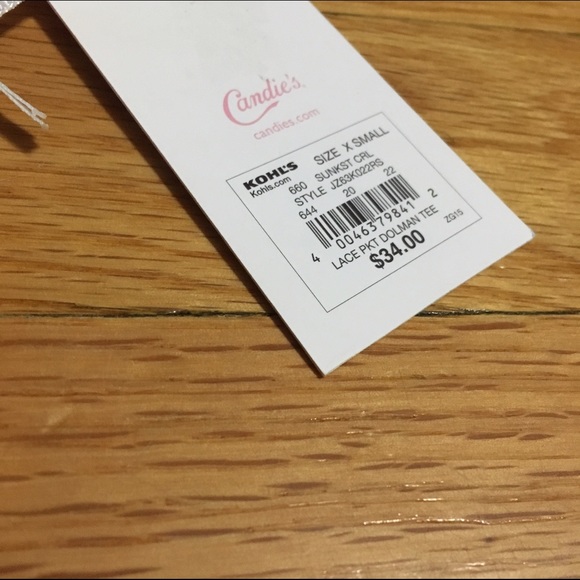 Candie's
candies.com
KOHL'S SIZE X SMALL
Kohls.com
660 SUNKST CRL
STYLE JZ63K022RS
644 20 22
4 0046379841 2
LACE PKT DOLMAN TEE
$34.00 ZG15